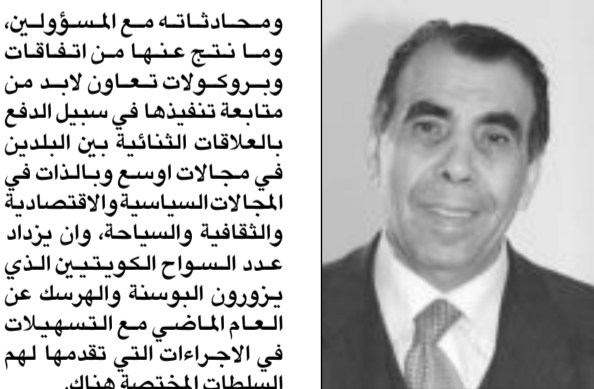 ومحادثاته مع المسؤولين،
وما نتج عنها من اتفاقات
وبروكولات تعاون لابد من
متابعة تنفيذها في سبيل الدفع
بالعلاقات الثنائية بين البلدين
في مجالات اوسع وبالذات في
المجالات السياسية والاقتصادية
والثقافية والسياحة، وان يزداد
عدد السواح الكويتيين الذي
يزورون البوسنة والهرسك عن
العام الماضي مع التسهيلات
في الاجراءات التي تقدمها لهم
السلطات المختصة هناك.